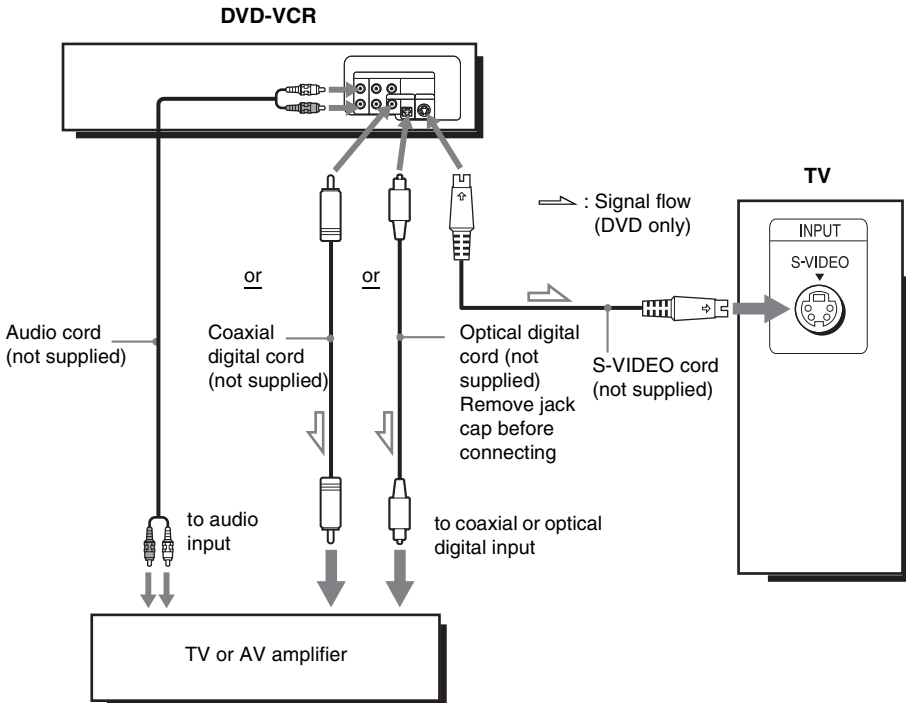 DVD-VCR
: Signal flow
(DVD only)
TV
INPUT
S-VIDEO
or
or
Audio cord
(not supplied)
Coaxial
digital cord
(not supplied)
Optical digital
cord (not
supplied)
Remove jack
cap before
connecting
S-VIDEO cord
(not supplied)
to audio
input
to coaxial or optical
digital input
TV or AV amplifier